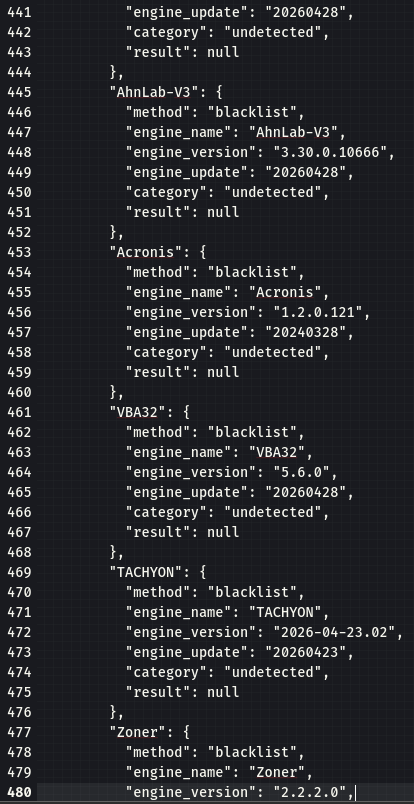 441 "engine_update": "20260428",
442 "category": "undetected",
443 "result": null
444 },
445 "AhnLab-V3": {
446 "method": "blacklist",
447 "engine_name": "AhnLab-V3",
448 "engine_version": "3.30.0.10666",
449 "engine_update": "20260428",
450 "category": "undetected",
451 "result": null
452 },
453 "Acronis": {
454 "method": "blacklist",
455 "engine_name": "Acronis",
456 "engine_version": "1.2.0.121",
457 "engine_update": "20240328",
458 "category": "undetected",
459 "result": null
460 },
461 "VBA32": {
462 "method": "blacklist",
463 "engine_name": "VBA32",
464 "engine_version": "5.6.0",
465 "engine_update": "20260428",
466 "category": "undetected",
467 "result": null
468 },
469 "TACHYON": {
470 "method": "blacklist",
471 "engine_name": "TACHYON",
472 "engine_version": "2026-04-23.02",
473 "engine_update": "20260423",
474 "category": "undetected",
475 "result": null
476 },
477 "Zoner": {
478 "method": "blacklist",
479 "engine_name": "Zoner",
480 "engine_version": "2.2.2.0",